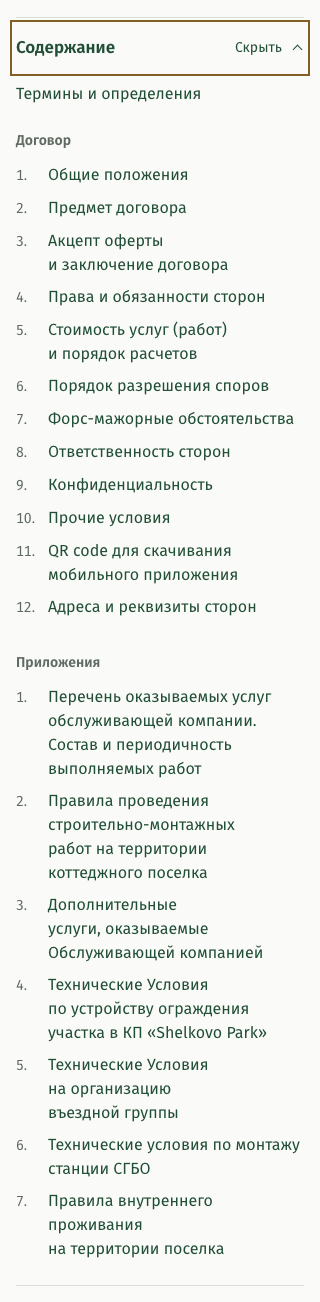 Содержание
Скрыть
Термины и определения
Договор
1. Общие положения
2. Предмет договора
3. Акцепт оферты
и заключение договора
4. Права и обязанности сторон
5. Стоимость услуг (работ)
и порядок расчетов
6. Порядок разрешения споров
7. Форс-мажорные обстоятельства
8. Ответственность сторон
9. Конфиденциальность
10. Прочие условия
11. QR code для скачивания
мобильного приложения
12. Адреса и реквизиты сторон
Приложения
1. Перечень оказываемых услуг
обслуживающей компании.
Состав и периодичность
выполняемых работ
2. Правила проведения
строительно-монтажных
работ на территории
коттеджного поселка
3. Дополнительные
услуги, оказываемые
Обслуживающей компанией
4. Технические Условия
по устройству ограждения
участка в КП «Shelkovo Park»
5. Технические Условия
на организацию
въездной группы
6. Технические условия по монтажу
станции СГБО
7. Правила внутреннего
проживания
на территории поселка